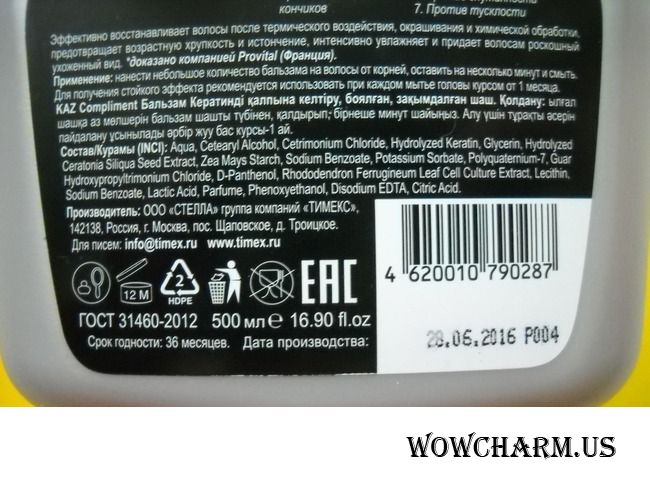 кончиков
7. Против тусклости
Эффективно восстанавливает волосы после термического воздействия, окрашивания и химической обработки,
предотвращает возрастную хрупкость и истончение, интенсивно увлажняет и придает волосам роскошный
ухоженный вид. *доказано компанией Provital (Франция).
Применение: нанести небольшое количество бальзама на волосы от корней, оставить на несколько минут и смыть.
Для получения стойкого эффекта рекомендуется использовать при каждом мытье головы курсом от 1 месяца.
KAZ Compliment Бальзам Кератинді қалпына келтіру, боялған, зақымдалған шаш. Қолдану: ылғал
шашқа аз мөлшерін бальзам шашты түбінен, қалдырып, бірнеше минут шайыңыз. Алу үшін тұрақты әсерін
пайдалану ұсынылады әрбір жуу бас курсы-1 ай.
Состав/Курамы (INCI): Aqua, Cetearyl Alcohol, Cetrimonium Chloride, Hydrolyzed Keratin, Glycerin, Hydrolyzed
Ceratonia Siliqua Seed Extract, Zea Mays Starch, Sodium Benzoate, Potassium Sorbate, Polyquaternium-7, Guar
Hydroxypropyltrimonium Chloride, D-Panthenol, Rhododendron Ferrugineum Leaf Cell Culture Extract, Lecithin,
Sodium Benzoate, Lactic Acid, Parfume, Phenoxyethanol, Disodium EDTA, Citric Acid.
Производитель: ООО «СТЕЛЛА» группа компаний «ТИМЕКС»,
142138, Россия, г. Москва, пос. Щаповское, д. Троицкое.
Для писем: info@timex.ru www.timex.ru
12 M
2
HDPE
EAC
4 620010 790287
ГОСТ 31460-2012 500 мл e 16.90 fl.oz
Срок годности: 36 месяцев. Дата производства:
28.06.2016 P004
WOWCHARM.US